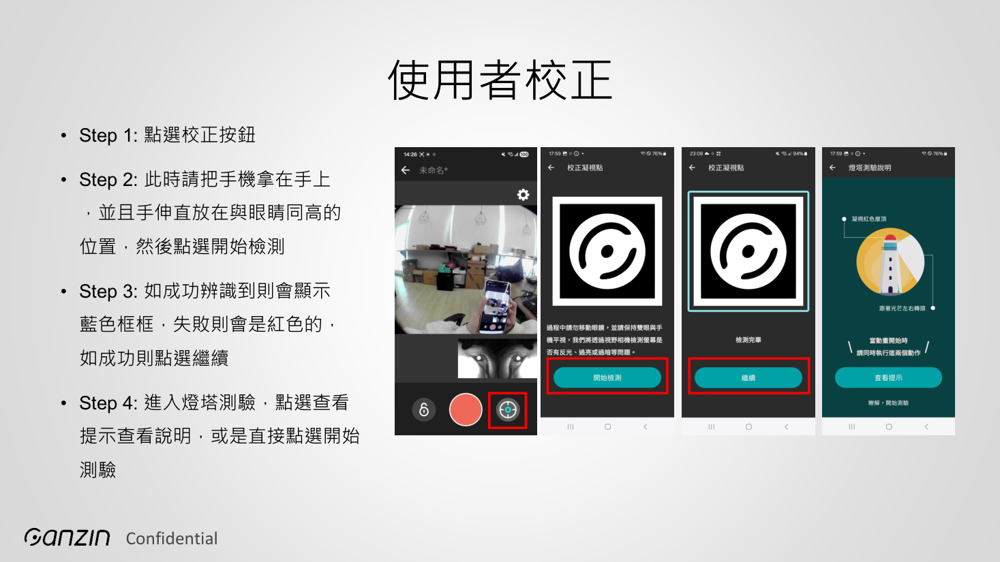 使用者校正
• Step 1: 點選校正按鈕
• Step 2: 此時請把手機拿在手上
，並且手伸直放在與眼睛同高的
位置，然後點選開始檢測
• Step 3: 如成功辨識到則會顯示
藍色框框，失敗則會是紅色的，
如成功則點選繼續
• Step 4: 進入燈塔測驗，點選查看
提示查看說明，或是直接點選開始
測驗
14:26
100
未命名*
17:59
76%
校正凝視點
過程中請勿移動眼鏡，並請保持雙眼與手
機平視，我們將透過視野相機檢測螢幕是
否有反光、過亮或過暗等問題。
開始檢測
23:08
94%
校正凝視點
檢測完畢
繼續
17:59
76%
燈塔測驗說明
凝視紅色屋頂
跟著光芒左右轉頭
當動畫開始時
請同時執行這兩個動作
查看提示
瞭解，開始測驗
Ganzin Confidential